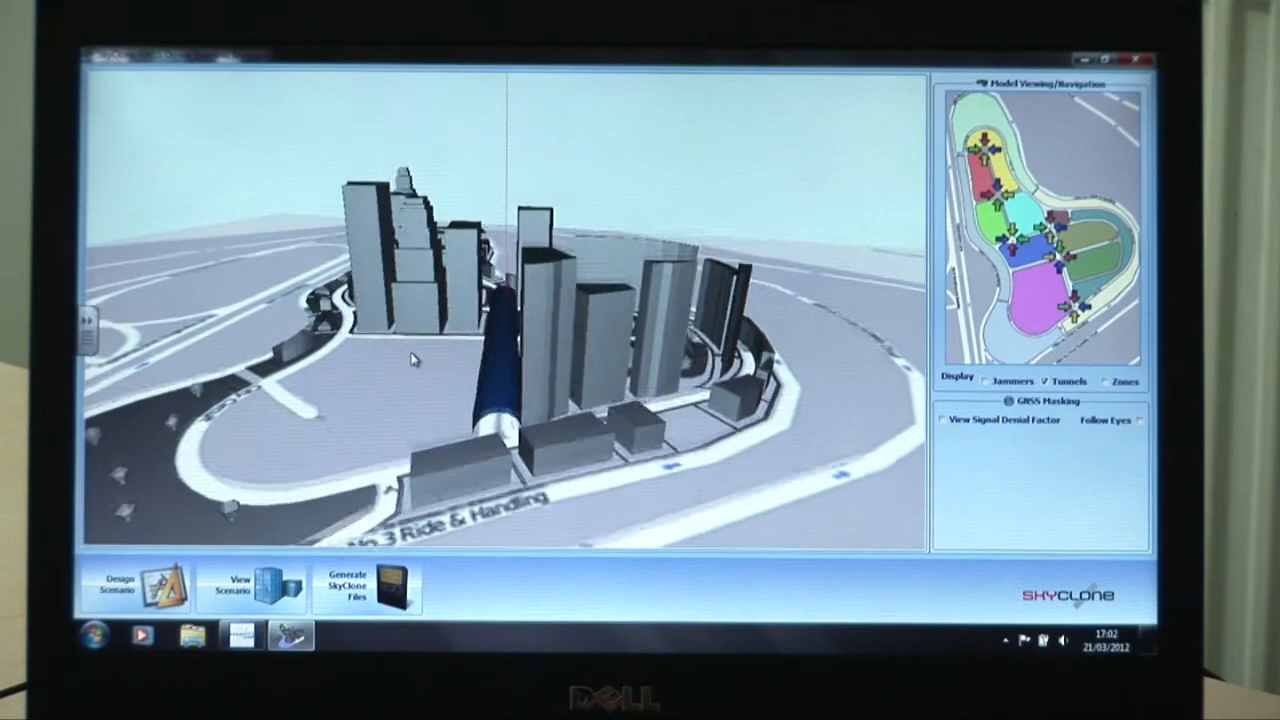 Model Viewing/Navigation
Display Jammers Tunnels Zones
GNSS Masking
View Signal Denial Factor Follow Eyes
No.3 Ride & Handling
Design
Scenario
View
Scenario
Generate
SkyClone
Files
SKYCLONE
17:02
21/03/2012
DELL